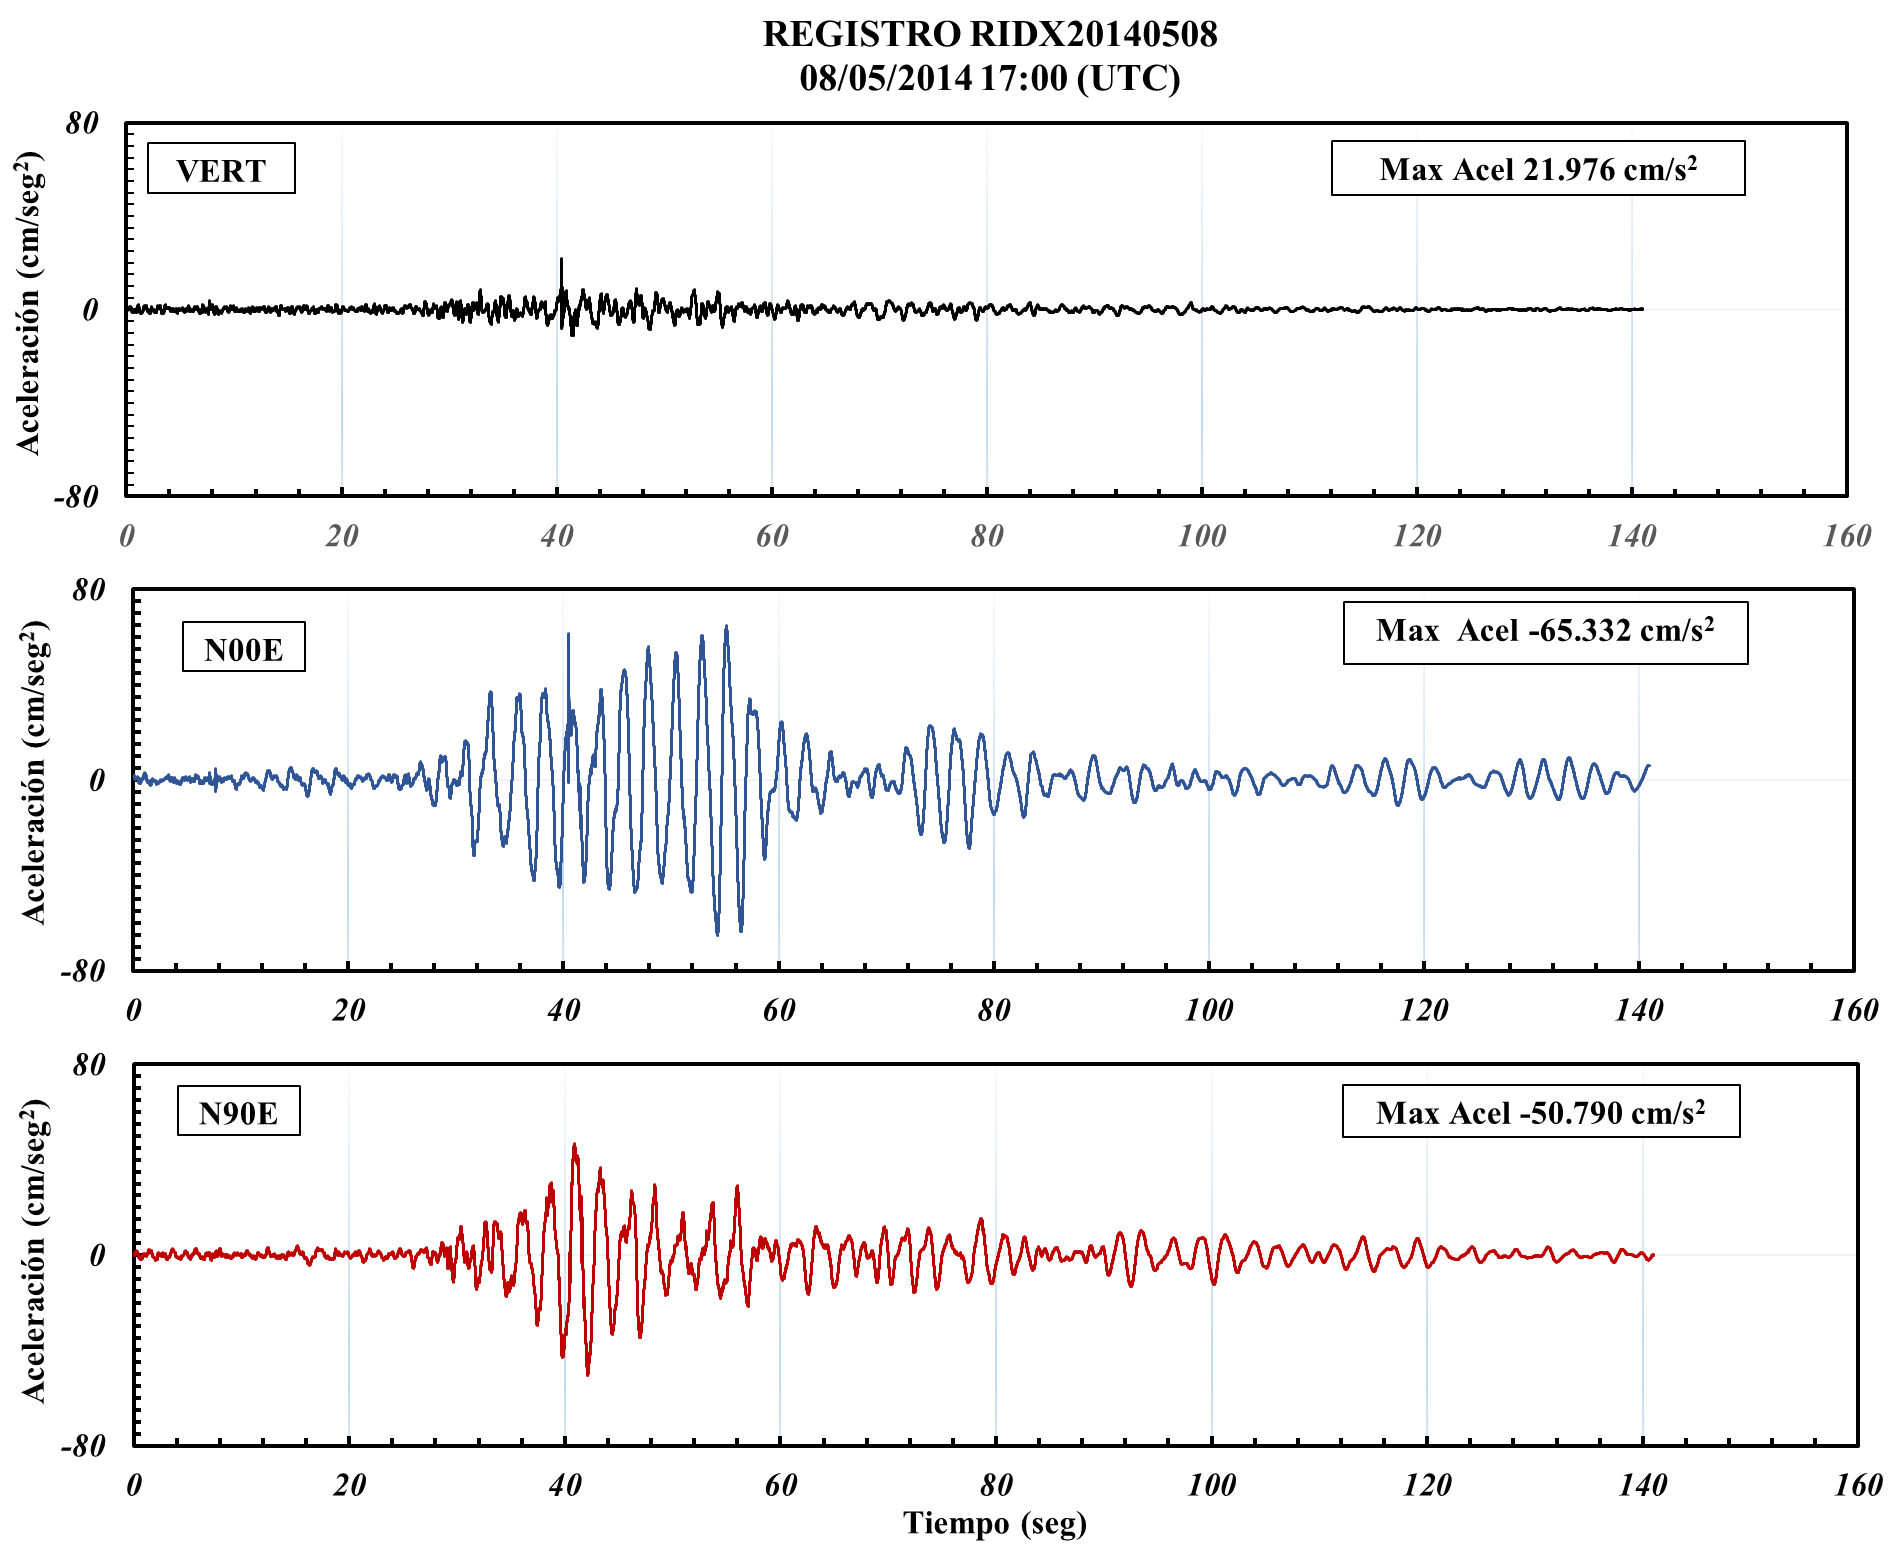 REGISTRO RIDX20140508
08/05/2014 17:00 (UTC)
80
VERT
Max Acel 21.976 cm/s²
Aceleración (cm/seg²)
0
-80
0 20 40 60 80 100 120 140 160
80
N00E
Max  Acel -65.332 cm/s²
Aceleración (cm/seg²)
0
-80
0 20 40 60 80 100 120 140 160
80
N90E
Max Acel -50.790 cm/s²
Aceleración (cm/seg²)
0
-80
0 20 40 60 80 100 120 140 160
Tiempo (seg)